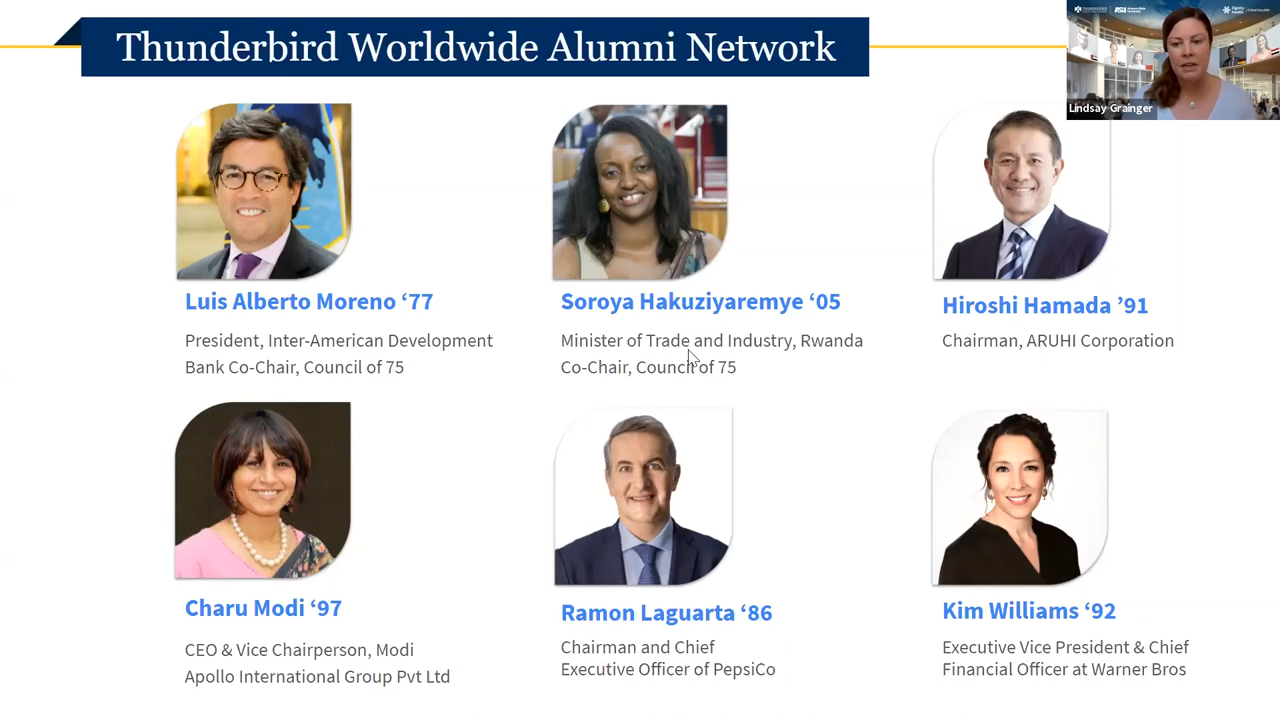 Thunderbird Worldwide Alumni Network
Lindsay Grainger
Luis Alberto Moreno ‘77
President, Inter-American Development
Bank Co-Chair, Council of 75
Soroya Hakuziyaremye ‘05
Minister of Trade and Industry, Rwanda
Co-Chair, Council of 75
Hiroshi Hamada ’91
Chairman, ARUHI Corporation
Charu Modi ‘97
CEO & Vice Chairperson, Modi
Apollo International Group Pvt Ltd
Ramon Laguarta ‘86
Chairman and Chief
Executive Officer of PepsiCo
Kim Williams ‘92
Executive Vice President & Chief
Financial Officer at Warner Bros